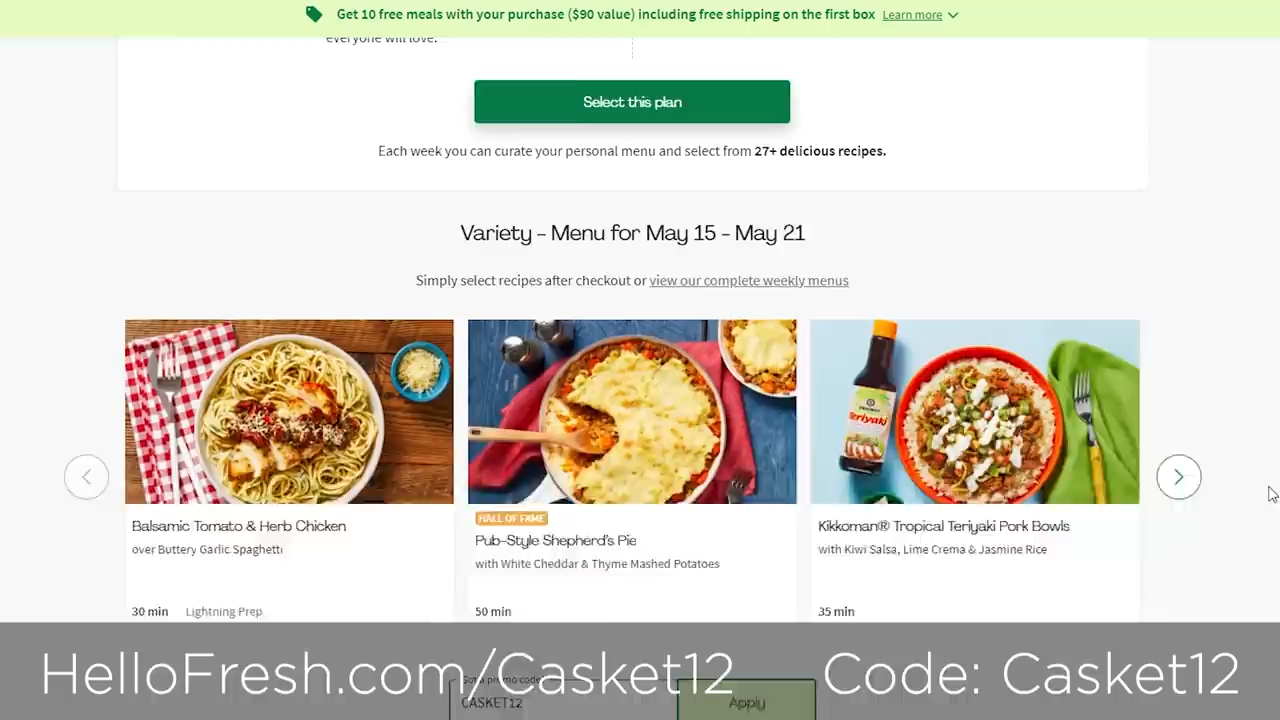 Get 10 free meals with your purchase ($90 value) including free shipping on the first box Learn more
everyone will love.
Select this plan
Each week you can curate your personal menu and select from 27+ delicious recipes.
Variety - Menu for May 15 - May 21
Simply select recipes after checkout or view our complete weekly menus
Teriyaki
Balsamic Tomato & Herb Chicken
over Buttery Garlic Spaghetti
30 min Lightning Prep
HALL OF FAME
Pub-Style Shepherd's Pie
with White Cheddar & Thyme Mashed Potatoes
50 min
Kikkoman® Tropical Teriyaki Pork Bowls
with Kiwi Salsa, Lime Crema & Jasmine Rice
35 min
HelloFresh.com/Casket12 Code: Casket12
Got a promo code?
CASKET12 Apply